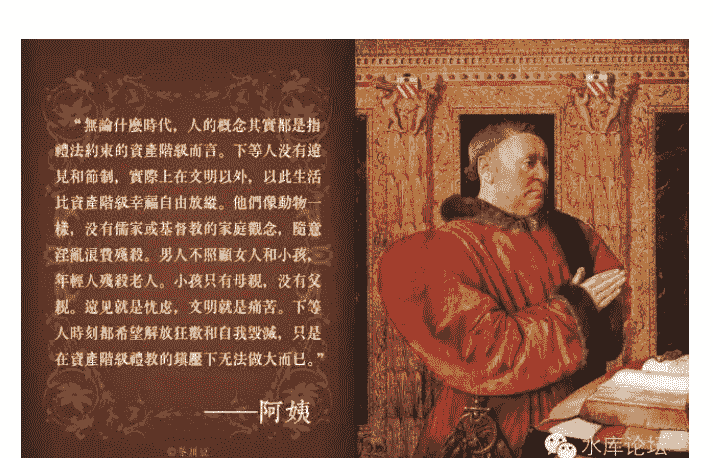 “無論什麼時代，人的概念其實都是指
禮法約束的資產階級而言。下等人没有遠
見和節制，實際上在文明以外，以此生活
比資產階級幸福自由放縱。他們像動物一
樣，没有儒家或基督教的家庭觀念，隨意
淫亂浪費殘殺。男人不照顧女人和小孩，
年輕人殘殺老人。小孩只有母親，没有父
親。遠見就是忧虑，文明就是痛苦。下等
人時刻都希望解放狂歡和自我毀滅，只是
在資產階級禮教的鎮壓下无法做大而已。”
——阿姨
水库论坛